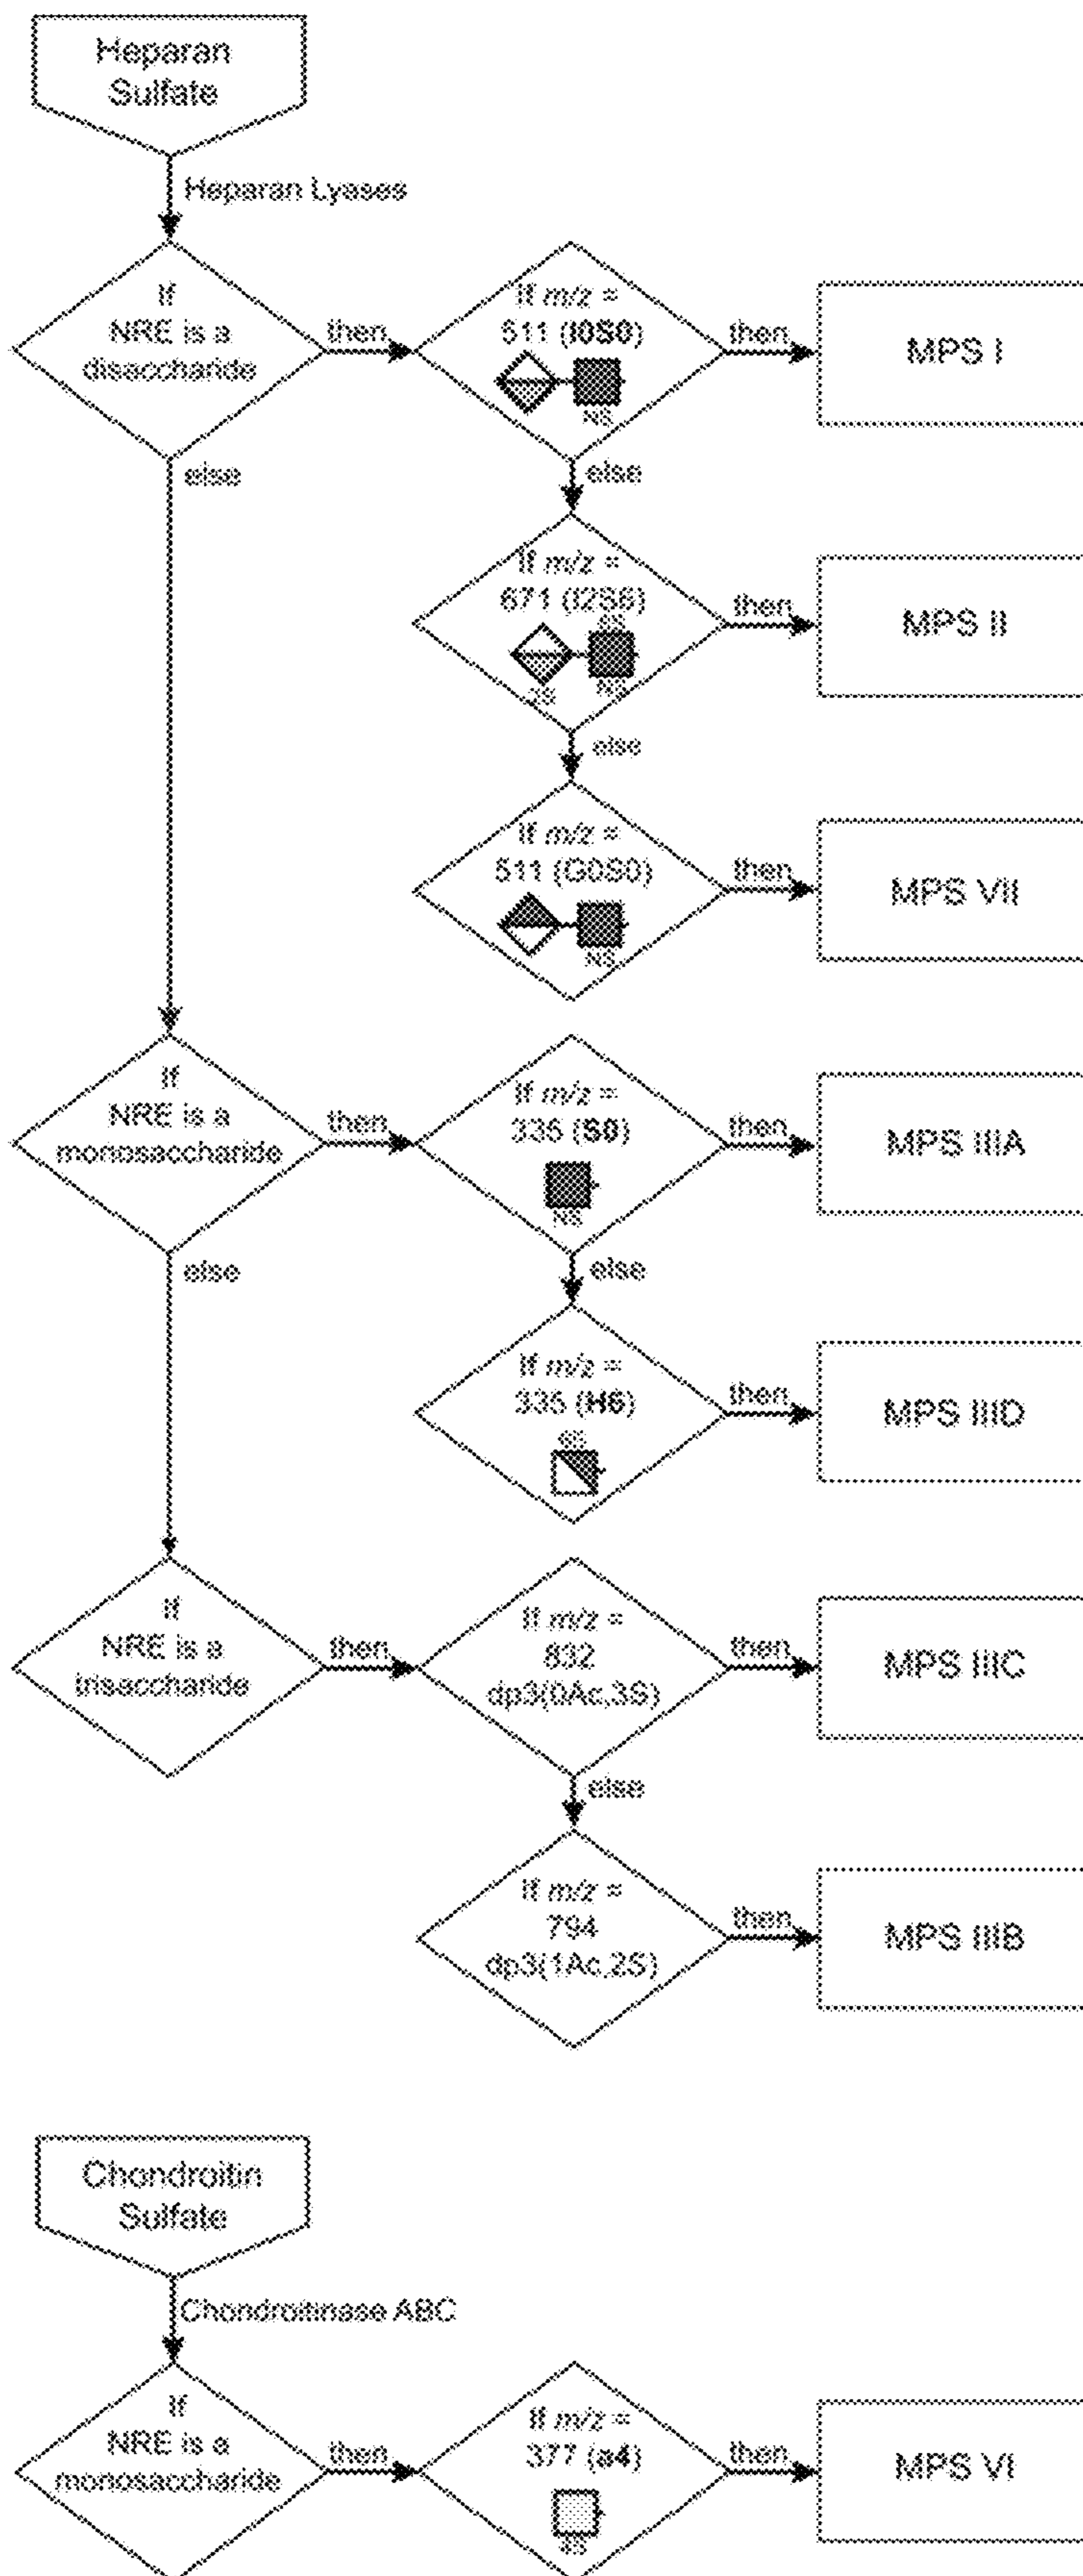 Heparan
Sulfate
Heparan Lyases
If
NRE is a
disaccharide
then
If m/z =
511 (I0S0)
NS
then
MPS I
else
else
If m/z =
671 (I2S6)
6S
2S
NS
then
MPS II
else
If m/z =
511 (G0S0)
NS
then
MPS VII
If
NRE is a
monosaccharide
then
If m/z =
335 (S0)
NS
then
MPS IIIA
else
else
If m/z =
335 (H6)
6S
then
MPS IIID
If
NRE is a
trisaccharide
then
If m/z =
832
dp3(0Ac,3S)
then
MPS IIIC
else
If m/z =
794
dp3(1Ac,2S)
then
MPS IIIB
Chondroitin
Sulfate
Chondroitinase ABC
If
NRE is a
monosaccharide
then
If m/z =
377 (a4)
4S
then
MPS VI